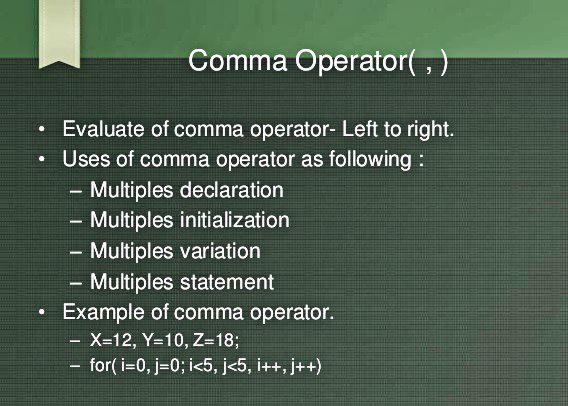 Comma Operator( , )
• Evaluate of comma operator- Left to right.
• Uses of comma operator as following :
– Multiples declaration
– Multiples initialization
– Multiples variation
– Multiples statement
• Example of comma operator.
– X=12, Y=10, Z=18;
– for( i=0, j=0; i<5, j<5, i++, j++)